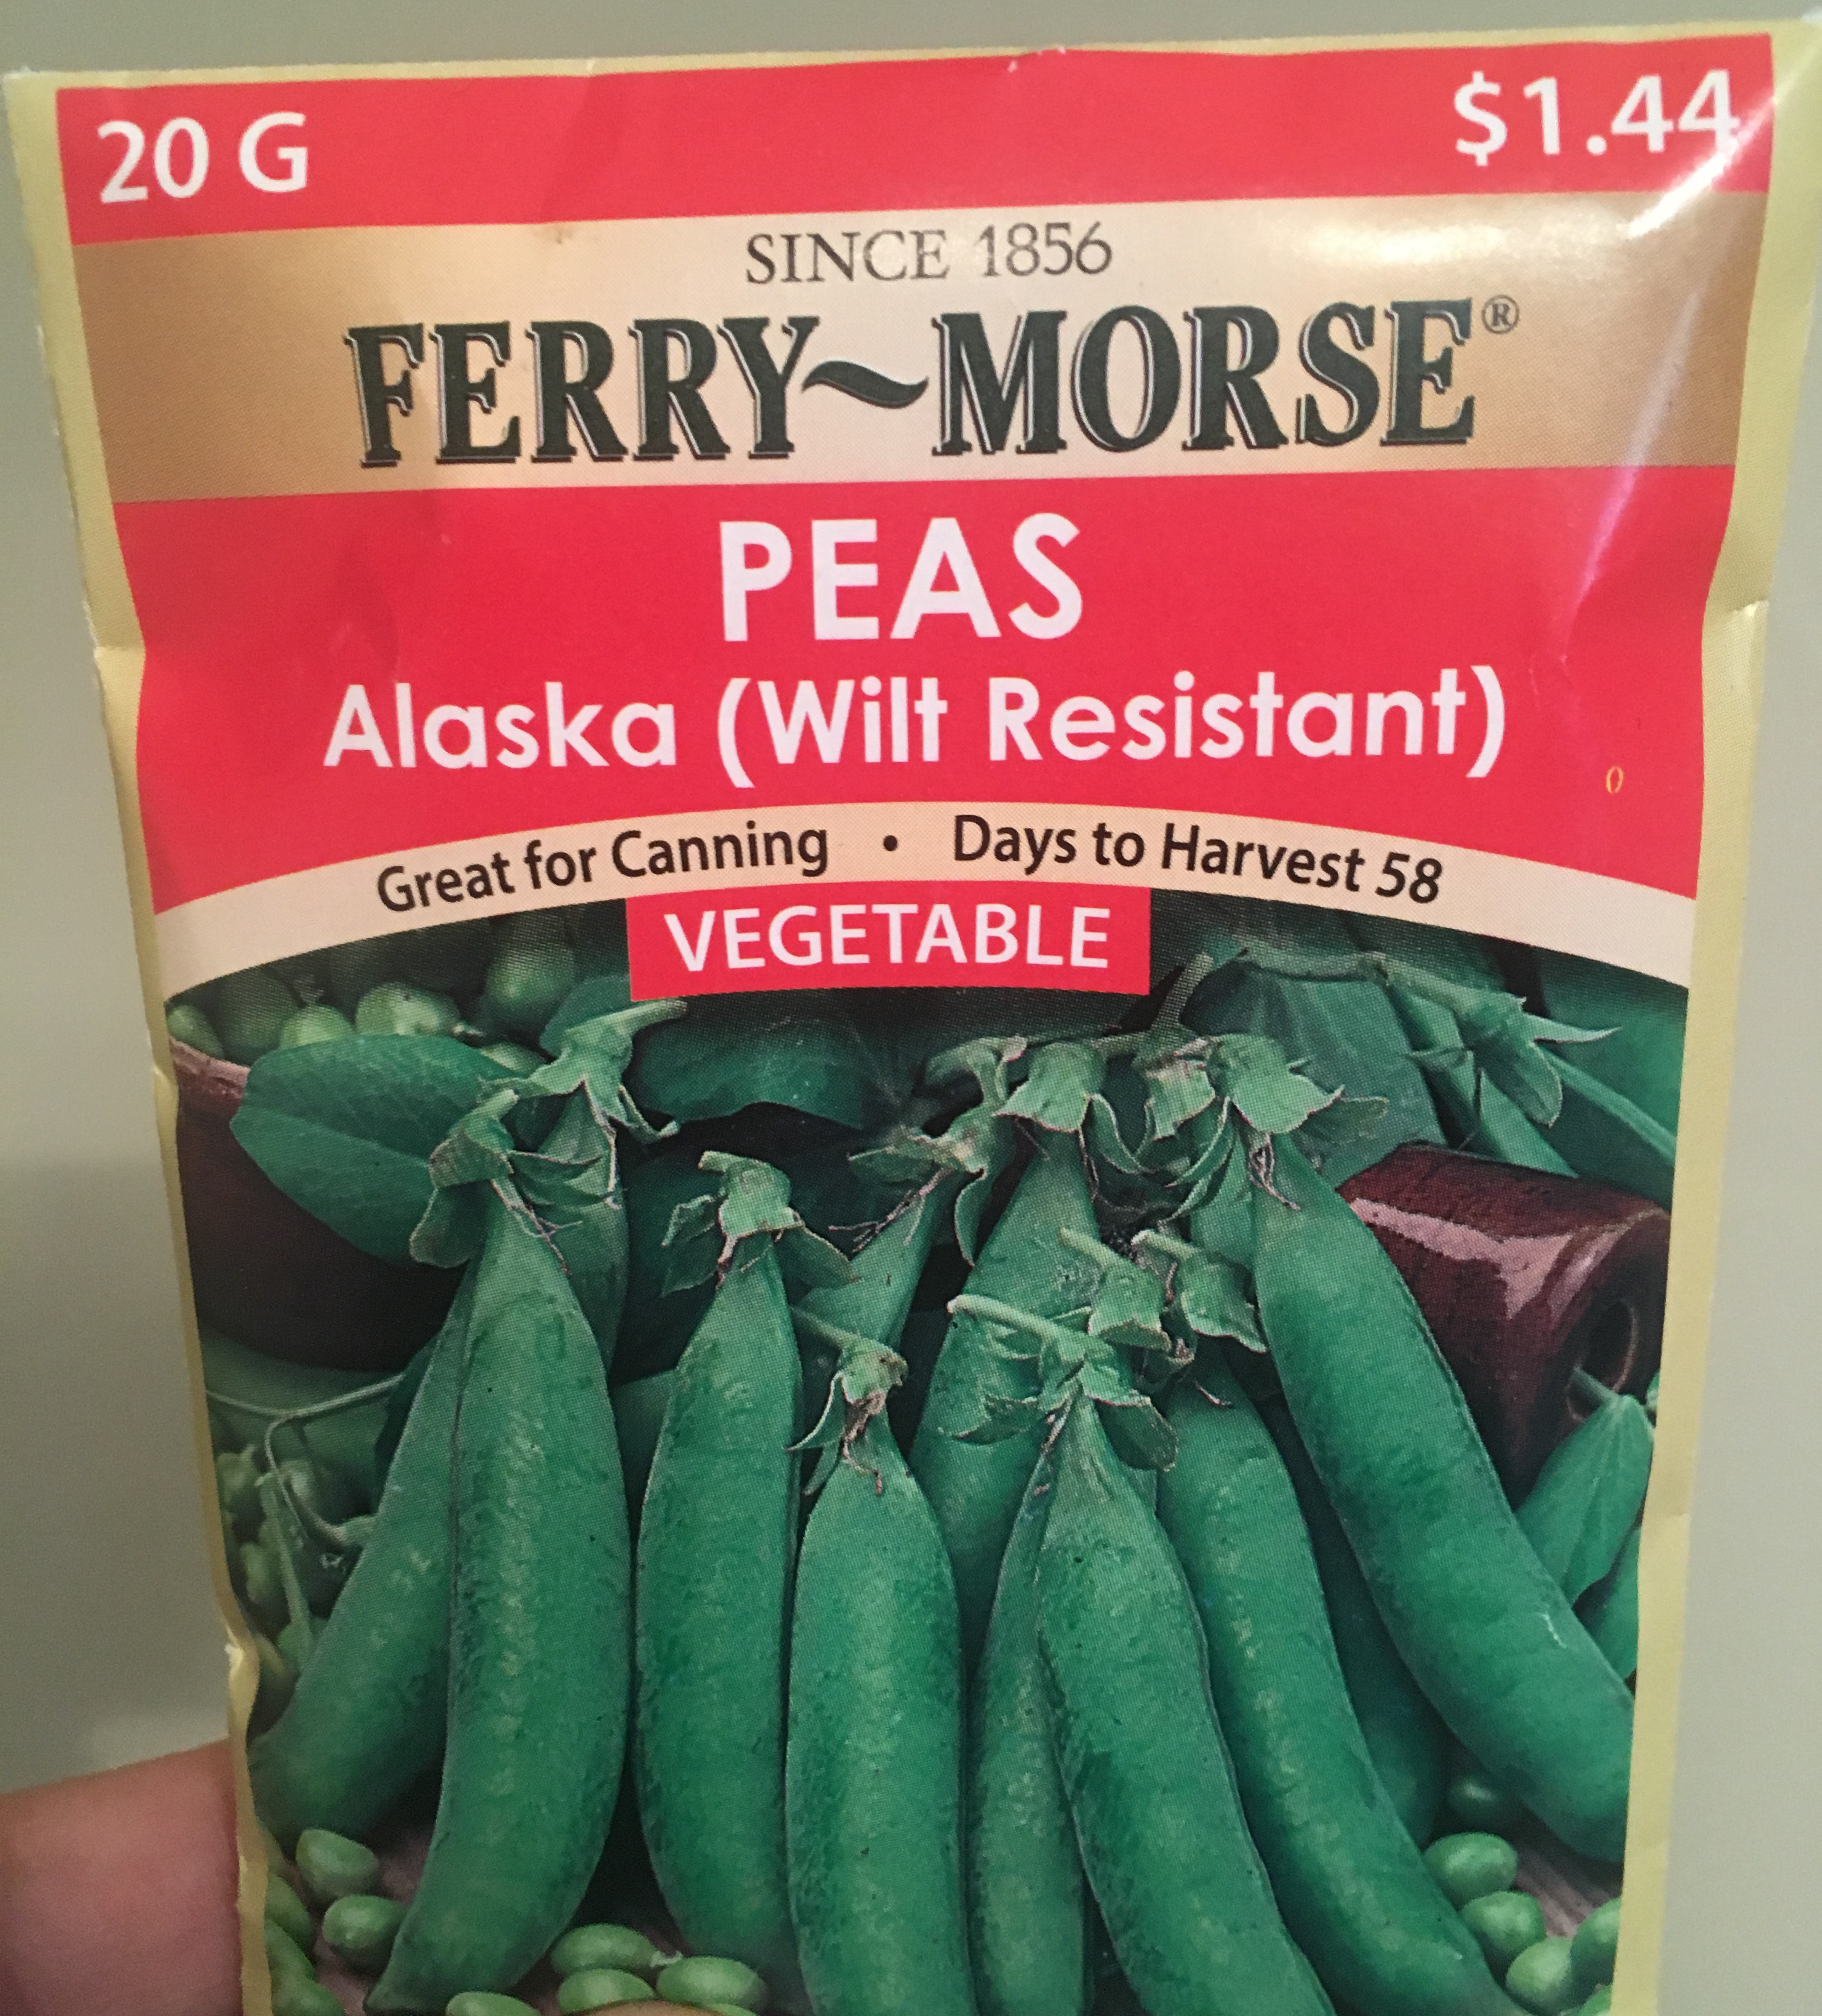 20 G $1.44
SINCE 1856
FERRY~MORSE®
PEAS
Alaska (Wilt Resistant)
Great for Canning • Days to Harvest 58
VEGETABLE